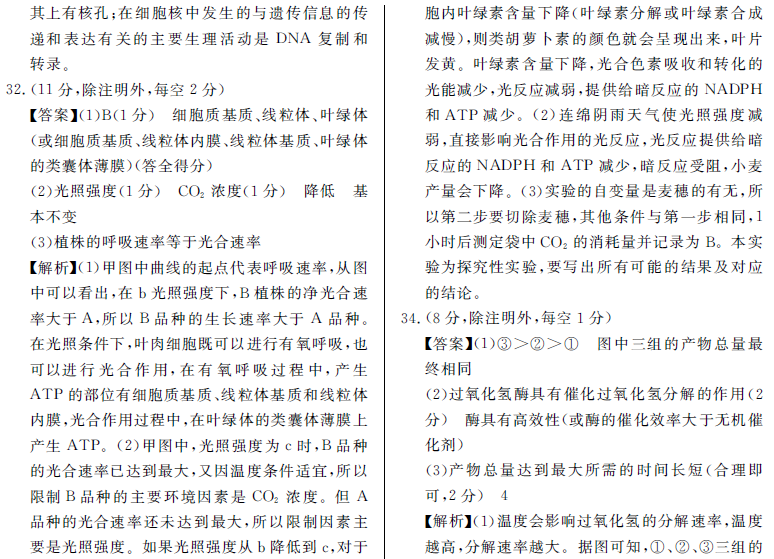 其上有核孔;在细胞核中发生的与遗传信息的传
递和表达有关的主要生理活动是 DNA 复制和
转录。
32.(11 分,除注明外,每空 2 分)
【答案】(1)B(1 分)　细胞质基质、线粒体、叶绿体
(或细胞质基质、线粒体内膜、线粒体基质、叶绿体
的类囊体薄膜)(答全得分)
(2)光照强度(1 分)　CO₂ 浓度(1 分)　降低　基
本不变
(3)植株的呼吸速率等于光合速率
【解析】(1)甲图中曲线的起点代表呼吸速率,从图
中可以看出,在 b 光照强度下,B 植株的净光合速
率大于 A,所以 B 品种的生长速率大于 A 品种。
在光照条件下,叶肉细胞既可以进行有氧呼吸,也
可以进行光合作用,在有氧呼吸过程中,产生
ATP 的部位有细胞质基质、线粒体基质和线粒体
内膜,光合作用过程中,在叶绿体的类囊体薄膜上
产生 ATP。(2)甲图中,光照强度为 c 时,B 品种
的光合速率已达到最大,又因温度条件适宜,所以
限制 B 品种的主要环境因素是 CO₂ 浓度。但 A
品种的光合速率还未达到最大,所以限制因素主
要是光照强度。如果光照强度从 b 降低到 c,对于
胞内叶绿素含量下降(叶绿素分解或叶绿素合成
减慢),则类胡萝卜素的颜色就会呈现出来,叶片
发黄。叶绿素含量下降,光合色素吸收和转化的
光能减少,光反应减弱,提供给暗反应的 NADPH
和 ATP 减少。(2)连绵阴雨天气使光照强度减
弱,直接影响光合作用的光反应,光反应提供给暗
反应的 NADPH 和 ATP 减少,暗反应受阻,小麦
产量会下降。(3)实验的自变量是麦穗的有无,所
以第二步要切除麦穗,其他条件与第一步相同,1
小时后测定袋中 CO₂ 的消耗量并记录为 B。本实
验为探究性实验,要写出所有可能的结果及对应
的结论。
34.(8 分,除注明外,每空 1 分)
【答案】(1)③>②>①　图中三组的产物总量最
终相同
(2)过氧化氢酶具有催化过氧化氢分解的作用(2
分)　酶具有高效性(或酶的催化效率大于无机催
化剂)
(3)产物总量达到最大所需的时间长短(合理即
可,2 分)　4
【解析】(1)温度会影响过氧化氢的分解速率,温度
越高,分解速率越大。据图可知,①、②、③三组的